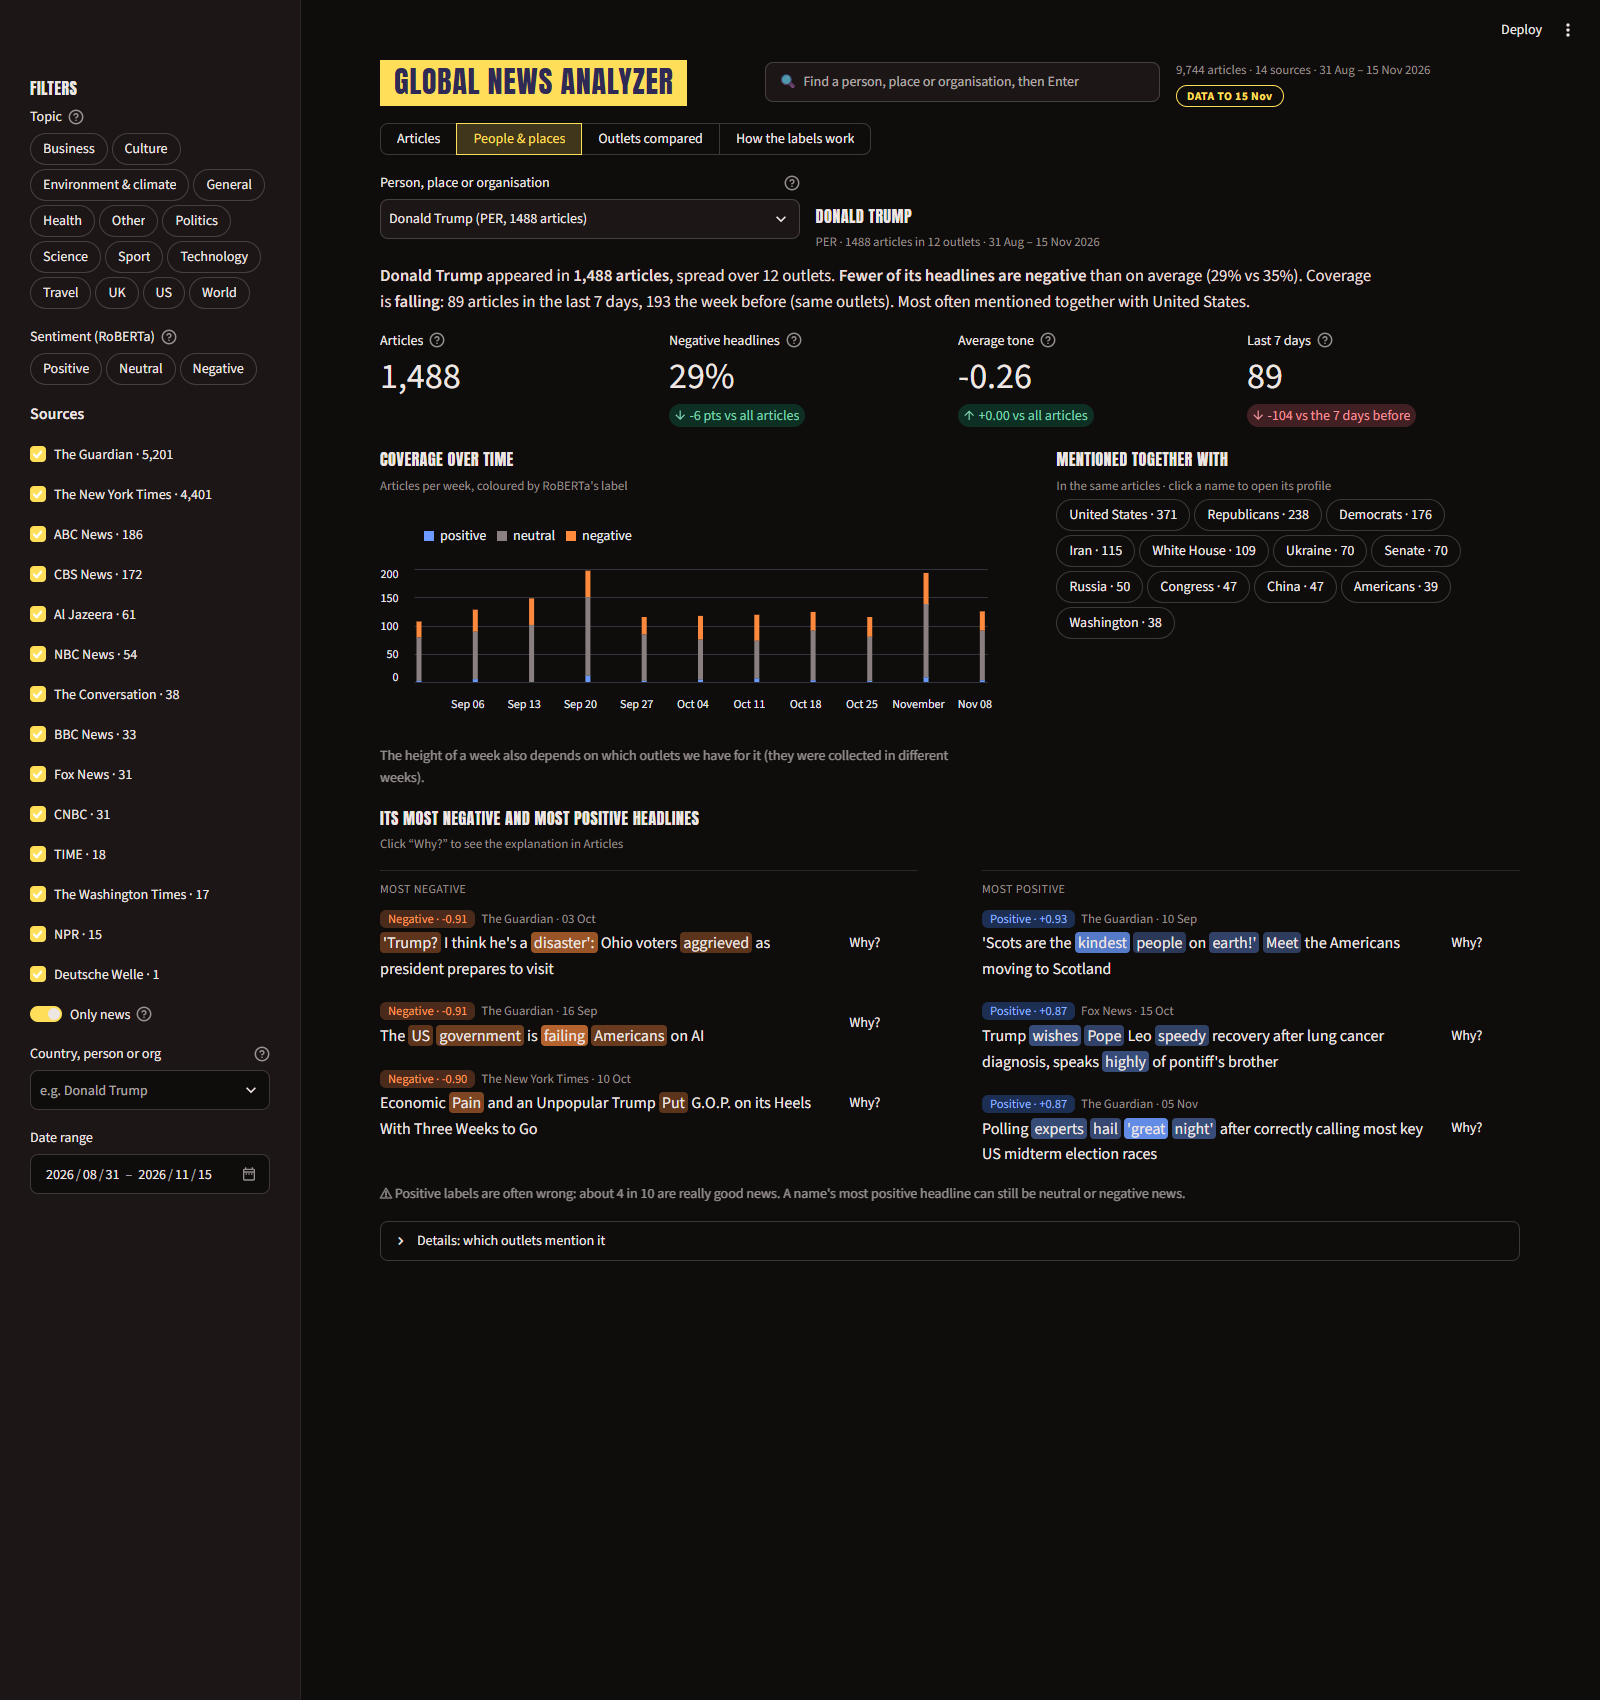 Deploy
FILTERS
Topic
Business
Culture
Environment & climate
General
Health
Other
Politics
Science
Sport
Technology
Travel
UK
US
World
Sentiment (RoBERTa)
Positive
Neutral
Negative
Sources
The Guardian · 5,201
The New York Times · 4,401
ABC News · 186
CBS News · 172
Al Jazeera · 61
NBC News · 54
The Conversation · 38
BBC News · 33
Fox News · 31
CNBC · 31
TIME · 18
The Washington Times · 17
NPR · 15
Deutsche Welle · 1
Only news
Country, person or org
e.g. Donald Trump
Date range
2026/08/31 – 2026/11/15
GLOBAL NEWS ANALYZER
Find a person, place or organisation, then Enter
9,744 articles · 14 sources · 31 Aug – 15 Nov 2026
DATA TO 15 Nov
Articles
People & places
Outlets compared
How the labels work
Person, place or organisation
Donald Trump (PER, 1488 articles)
DONALD TRUMP
PER · 1488 articles in 12 outlets · 31 Aug – 15 Nov 2026
Donald Trump appeared in 1,488 articles, spread over 12 outlets. Fewer of its headlines are negative than on average (29% vs 35%). Coverage
is falling: 89 articles in the last 7 days, 193 the week before (same outlets). Most often mentioned together with United States.
Articles
1,488
Negative headlines
29%
↓ -6 pts vs all articles
Average tone
-0.26
↑ +0.00 vs all articles
Last 7 days
89
↓ -104 vs the 7 days before
COVERAGE OVER TIME
Articles per week, coloured by RoBERTa's label
positive
neutral
negative
200
150
100
50
0
Sep 06
Sep 13
Sep 20
Sep 27
Oct 04
Oct 11
Oct 18
Oct 25
November
Nov 08
The height of a week also depends on which outlets we have for it (they were collected in different
weeks).
MENTIONED TOGETHER WITH
In the same articles · click a name to open its profile
United States · 371
Republicans · 238
Democrats · 176
Iran · 115
White House · 109
Ukraine · 70
Senate · 70
Russia · 50
Congress · 47
China · 47
Americans · 39
Washington · 38
ITS MOST NEGATIVE AND MOST POSITIVE HEADLINES
Click “Why?” to see the explanation in Articles
MOST NEGATIVE
Negative · -0.91 The Guardian · 03 Oct
'Trump? I think he's a disaster': Ohio voters aggrieved as
president prepares to visit
Why?
Negative · -0.91 The Guardian · 16 Sep
The US government is failing Americans on AI
Why?
Negative · -0.90 The New York Times · 10 Oct
Economic Pain and an Unpopular Trump Put G.O.P. on its Heels
With Three Weeks to Go
Why?
MOST POSITIVE
Positive · +0.93 The Guardian · 10 Sep
'Scots are the kindest people on earth!' Meet the Americans
moving to Scotland
Why?
Positive · +0.87 Fox News · 15 Oct
Trump wishes Pope Leo speedy recovery after lung cancer
diagnosis, speaks highly of pontiff's brother
Why?
Positive · +0.87 The Guardian · 05 Nov
Polling experts hail 'great night' after correctly calling most key
US midterm election races
Why?
⚠ Positive labels are often wrong: about 4 in 10 are really good news. A name's most positive headline can still be neutral or negative news.
Details: which outlets mention it